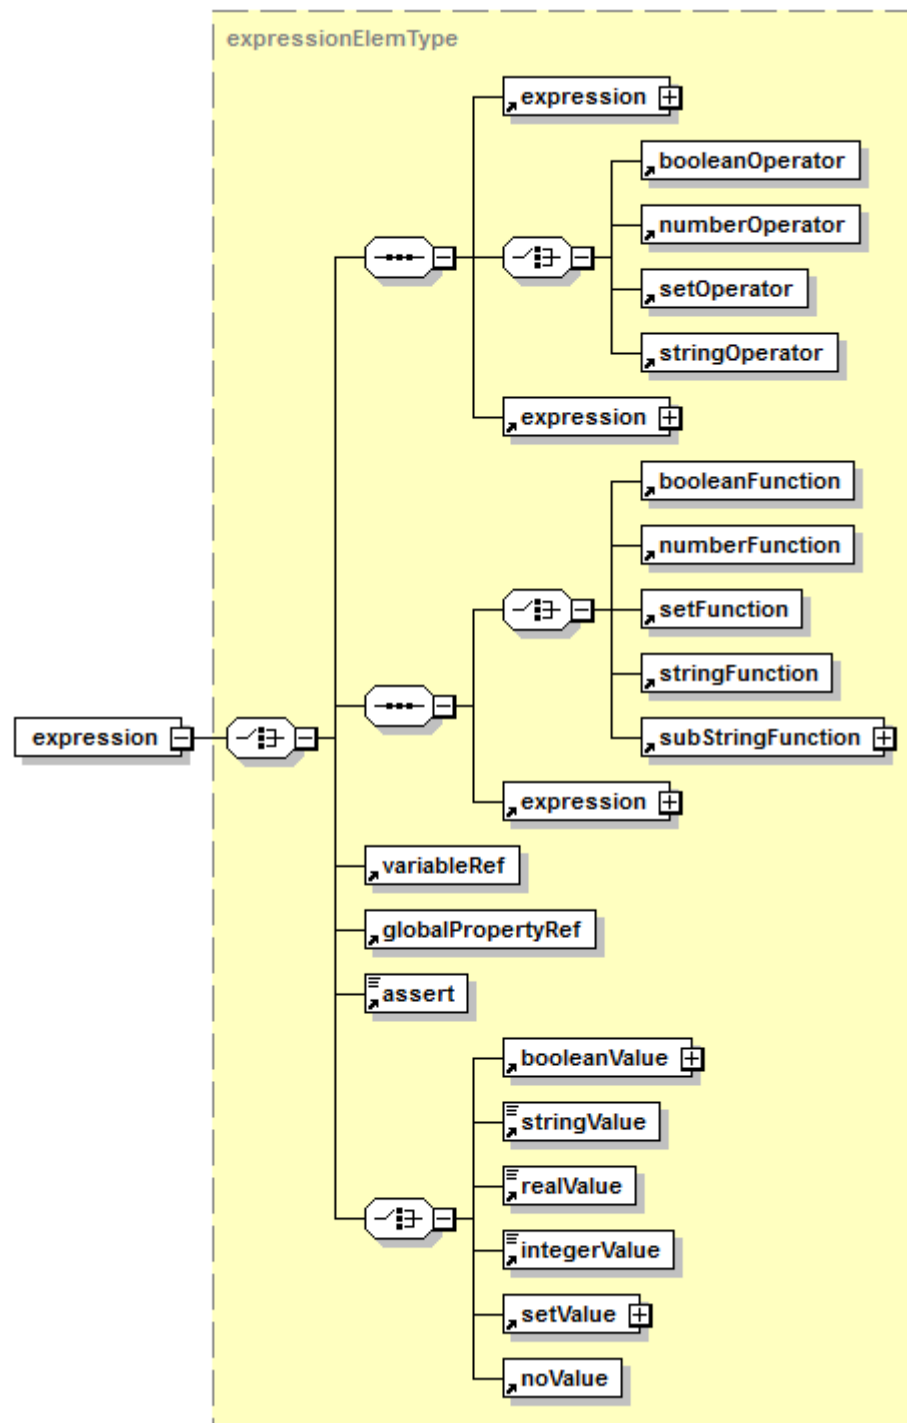 expressionElemType
expression
booleanOperator
numberOperator
setOperator
stringOperator
expression
booleanFunction
numberFunction
setFunction
stringFunction
expression
subStringFunction
expression
variableRef
globalPropertyRef
assert
booleanValue
stringValue
realValue
integerValue
setValue
noValue